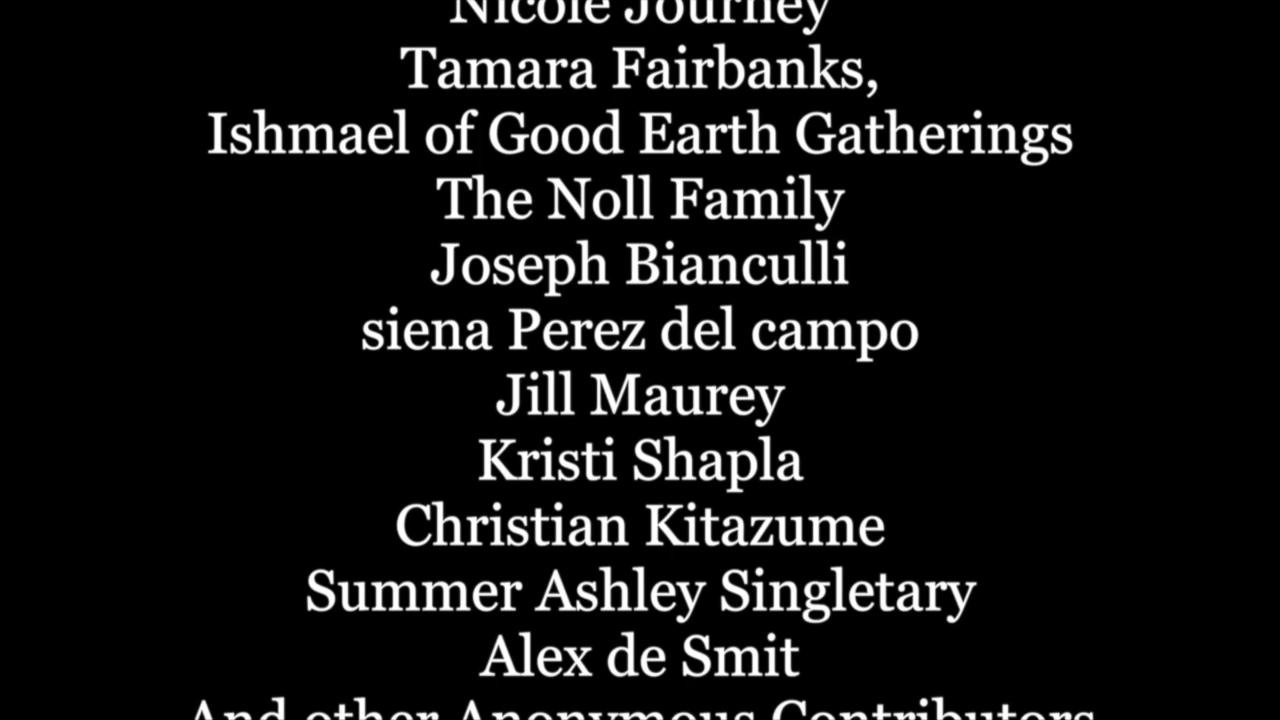 Nicole Journey
Tamara Fairbanks,
Ishmael of Good Earth Gatherings
The Noll Family
Joseph Bianculli
siena Perez del campo
Jill Maurey
Kristi Shapla
Christian Kitazume
Summer Ashley Singletary
Alex de Smit
And other Anonymous Contributors